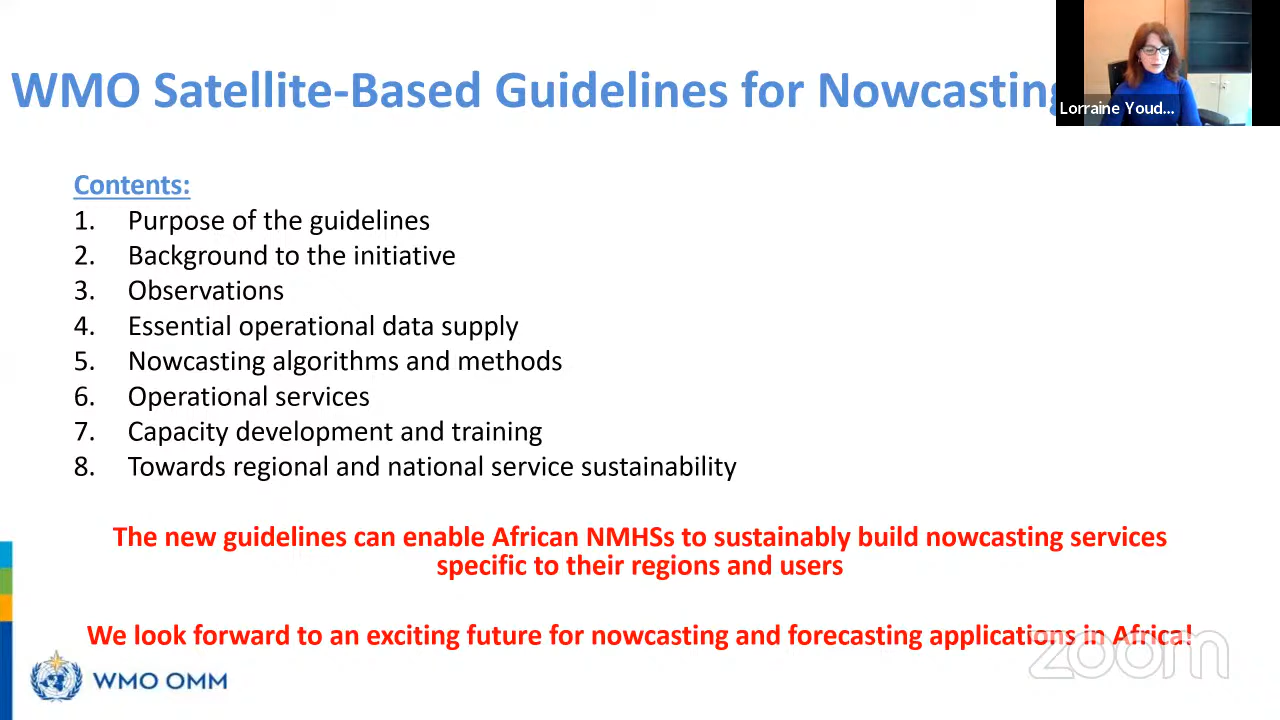 WMO Satellite-Based Guidelines for Nowcasting
Lorraine Youd...
Contents:
1. Purpose of the guidelines
2. Background to the initiative
3. Observations
4. Essential operational data supply
5. Nowcasting algorithms and methods
6. Operational services
7. Capacity development and training
8. Towards regional and national service sustainability
The new guidelines can enable African NMHSs to sustainably build nowcasting services
specific to their regions and users
We look forward to an exciting future for nowcasting and forecasting applications in Africa!
zoom
WMO OMM